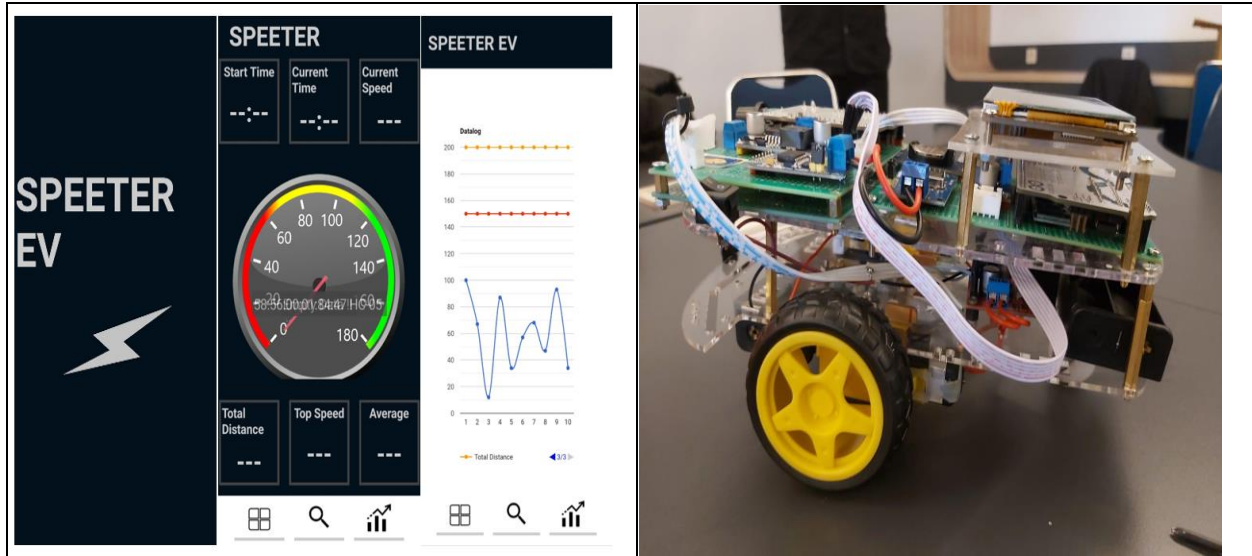 SPEETER
EV
SPEETER
Start Time
Current
Time
Current
Speed
--:--
--:--
---
80 100
60
120
40
140
20
160
0
180
Total
Distance
Top Speed
Average
---
---
---
SPEETER EV
Datalog
200
180
160
140
120
100
80
60
40
20
0
1 2 3 4 5 6 7 8 9 10
Total Distance
3/3